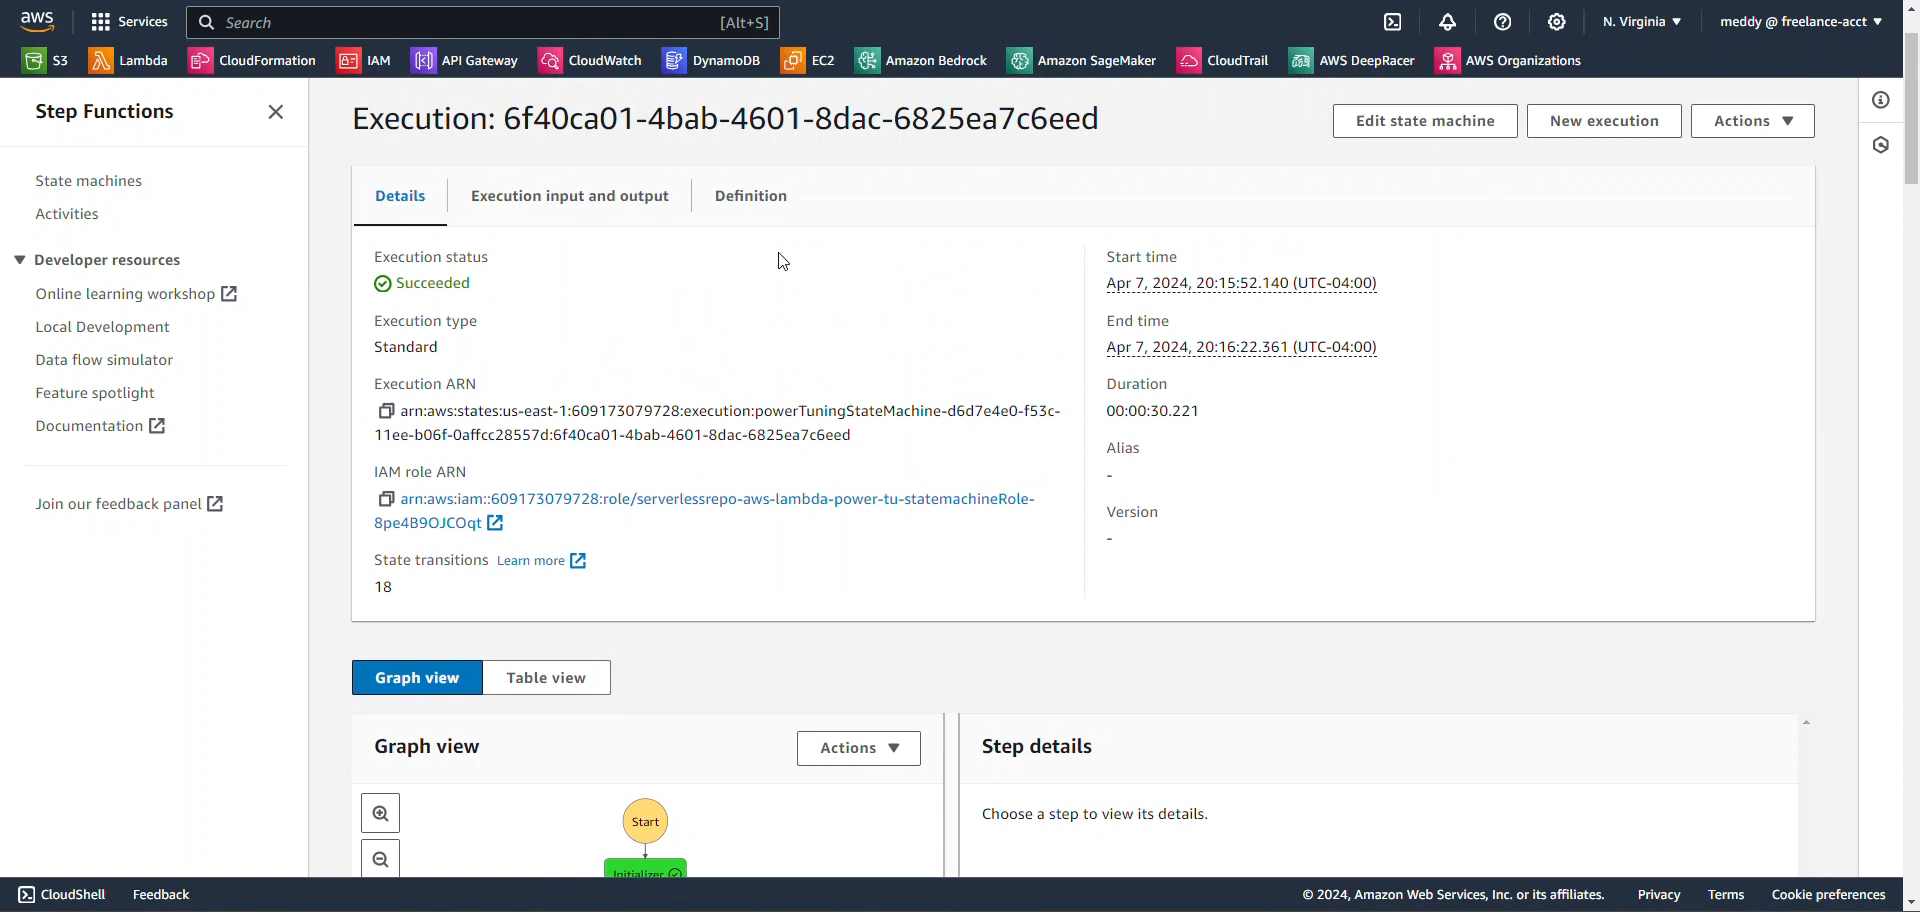 aws
Services
Search
[Alt+S]
N. Virginia
meddy @ freelance-acct
S3
Lambda
CloudFormation
IAM
API Gateway
CloudWatch
DynamoDB
EC2
Amazon Bedrock
Amazon SageMaker
CloudTrail
AWS DeepRacer
AWS Organizations
Step Functions
State machines
Activities
Developer resources
Online learning workshop
Local Development
Data flow simulator
Feature spotlight
Documentation
Join our feedback panel
Execution: 6f40ca01-4bab-4601-8dac-6825ea7c6eed
Edit state machine
New execution
Actions
Details
Execution input and output
Definition
Execution status
Succeeded
Execution type
Standard
Execution ARN
arn:aws:states:us-east-1:609173079728:execution:powerTuningStateMachine-d6d7e4e0-f53c-
11ee-b06f-0affcc28557d:6f40ca01-4bab-4601-8dac-6825ea7c6eed
IAM role ARN
arn:aws:iam::609173079728:role/serverlessrepo-aws-lambda-power-tu-statemachineRole-
8pe4B9OJCOqt
State transitions Learn more
18
Start time
Apr 7, 2024, 20:15:52.140 (UTC-04:00)
End time
Apr 7, 2024, 20:16:22.361 (UTC-04:00)
Duration
00:00:30.221
Alias
-
Version
-
Graph view
Table view
Graph view
Actions
Start
Initializer
Step details
Choose a step to view its details.
CloudShell
Feedback
© 2024, Amazon Web Services, Inc. or its affiliates.
Privacy
Terms
Cookie preferences